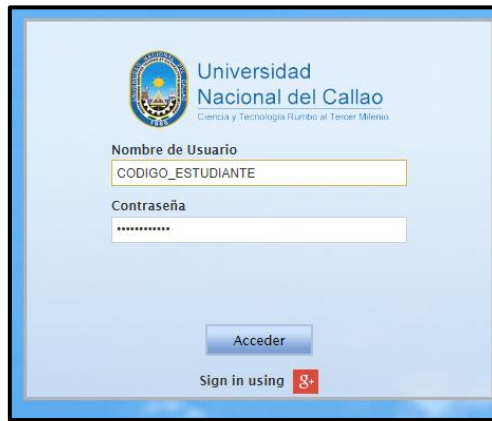 Universidad
Nacional del Callao
Ciencia y Tecnología Rumbo al Tercer Milenio
Nombre de Usuario
CODIGO_ESTUDIANTE
Contraseña
••••••••••••
Acceder
Sign in using g+